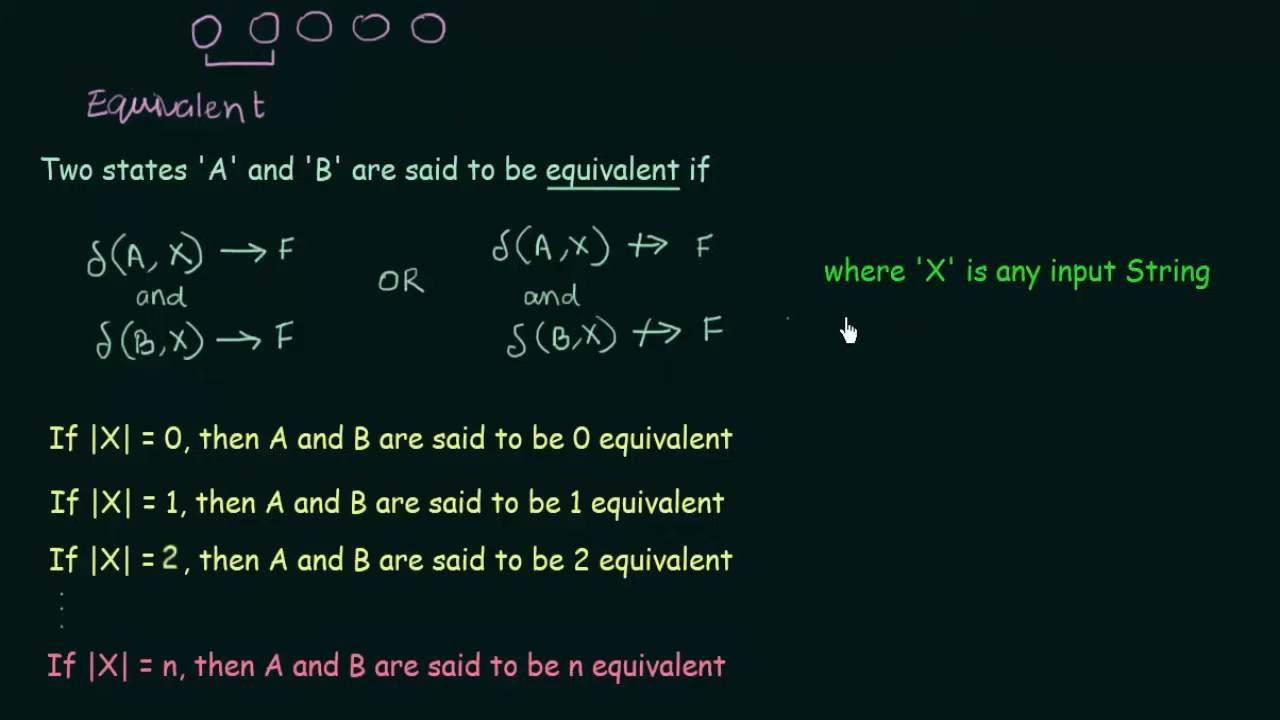 Equivalent
Two states 'A' and 'B' are said to be equivalent if
δ(A, X) → F
and
δ(B, X) → F
OR
δ(A, X) ↛ F
and
δ(B, X) ↛ F
where 'X' is any input String
If |X| = 0, then A and B are said to be 0 equivalent
If |X| = 1, then A and B are said to be 1 equivalent
If |X| = 2, then A and B are said to be 2 equivalent
⋮
If |X| = n, then A and B are said to be n equivalent